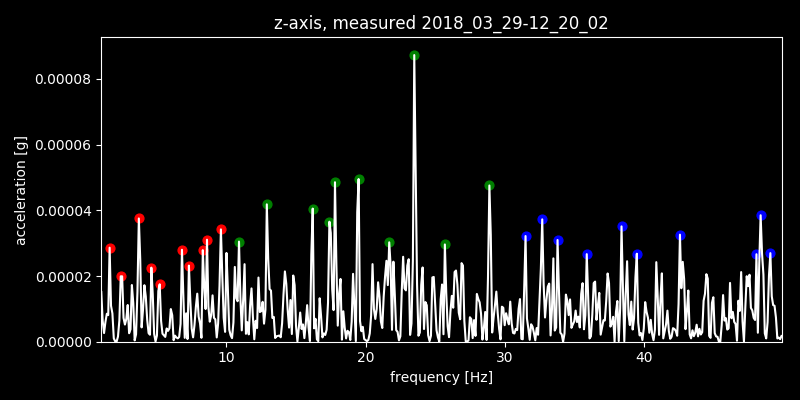 z-axis, measured 2018_03_29-12_20_02
0.00008
0.00006
0.00004
0.00002
0.00000
acceleration [g]
10 20 30 40
frequency [Hz]